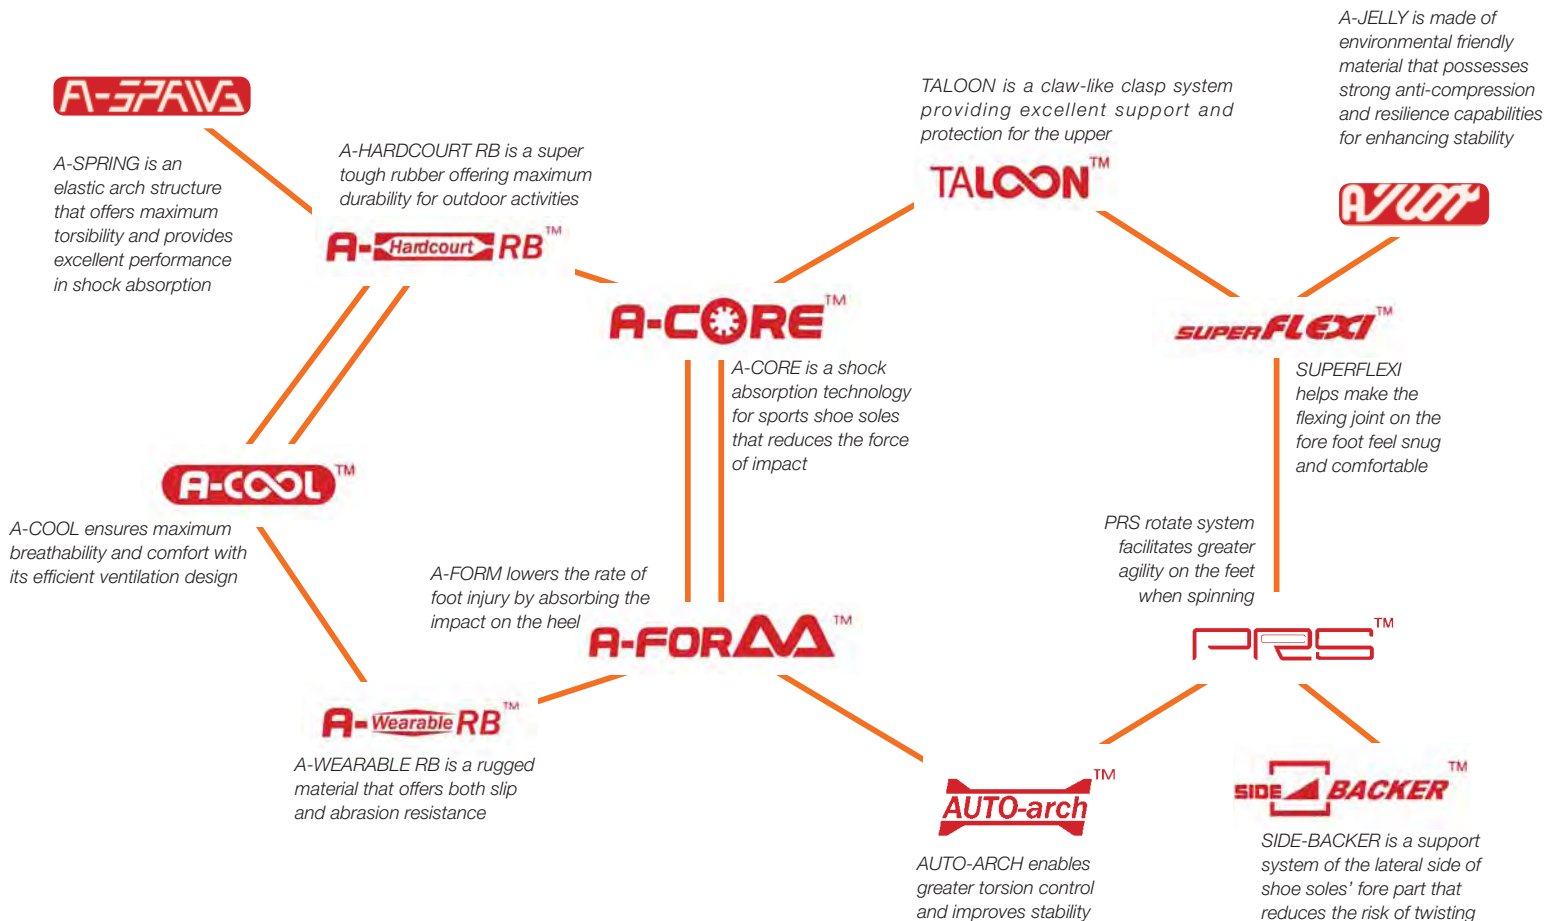 A-SPRING
A-SPRING is an
elastic arch structure
that offers maximum
torsibility and provides
excellent performance
in shock absorption
A-HARDCOURT RB is a super
tough rubber offering maximum
durability for outdoor activities
A-Hardcourt RB™
TALOON is a claw-like clasp system
providing excellent support and
protection for the upper
TALOON™
A-JELLY is made of
environmental friendly
material that possesses
strong anti-compression
and resilience capabilities
for enhancing stability
A-CORE™
A-CORE is a shock
absorption technology
for sports shoe soles
that reduces the force
of impact
SUPERFLEXI™
SUPERFLEXI
helps make the
flexing joint on the
fore foot feel snug
and comfortable
A-COOL™
A-COOL ensures maximum
breathability and comfort with
its efficient ventilation design
A-FORM lowers the rate of
foot injury by absorbing the
impact on the heel
A-FORM™
PRS rotate system
facilitates greater
agility on the feet
when spinning
PRS™
A-Wearable RB™
A-WEARABLE RB is a rugged
material that offers both slip
and abrasion resistance
AUTO-arch™
AUTO-ARCH enables
greater torsion control
and improves stability
SIDE BACKER™
SIDE-BACKER is a support
system of the lateral side of
shoe soles' fore part that
reduces the risk of twisting